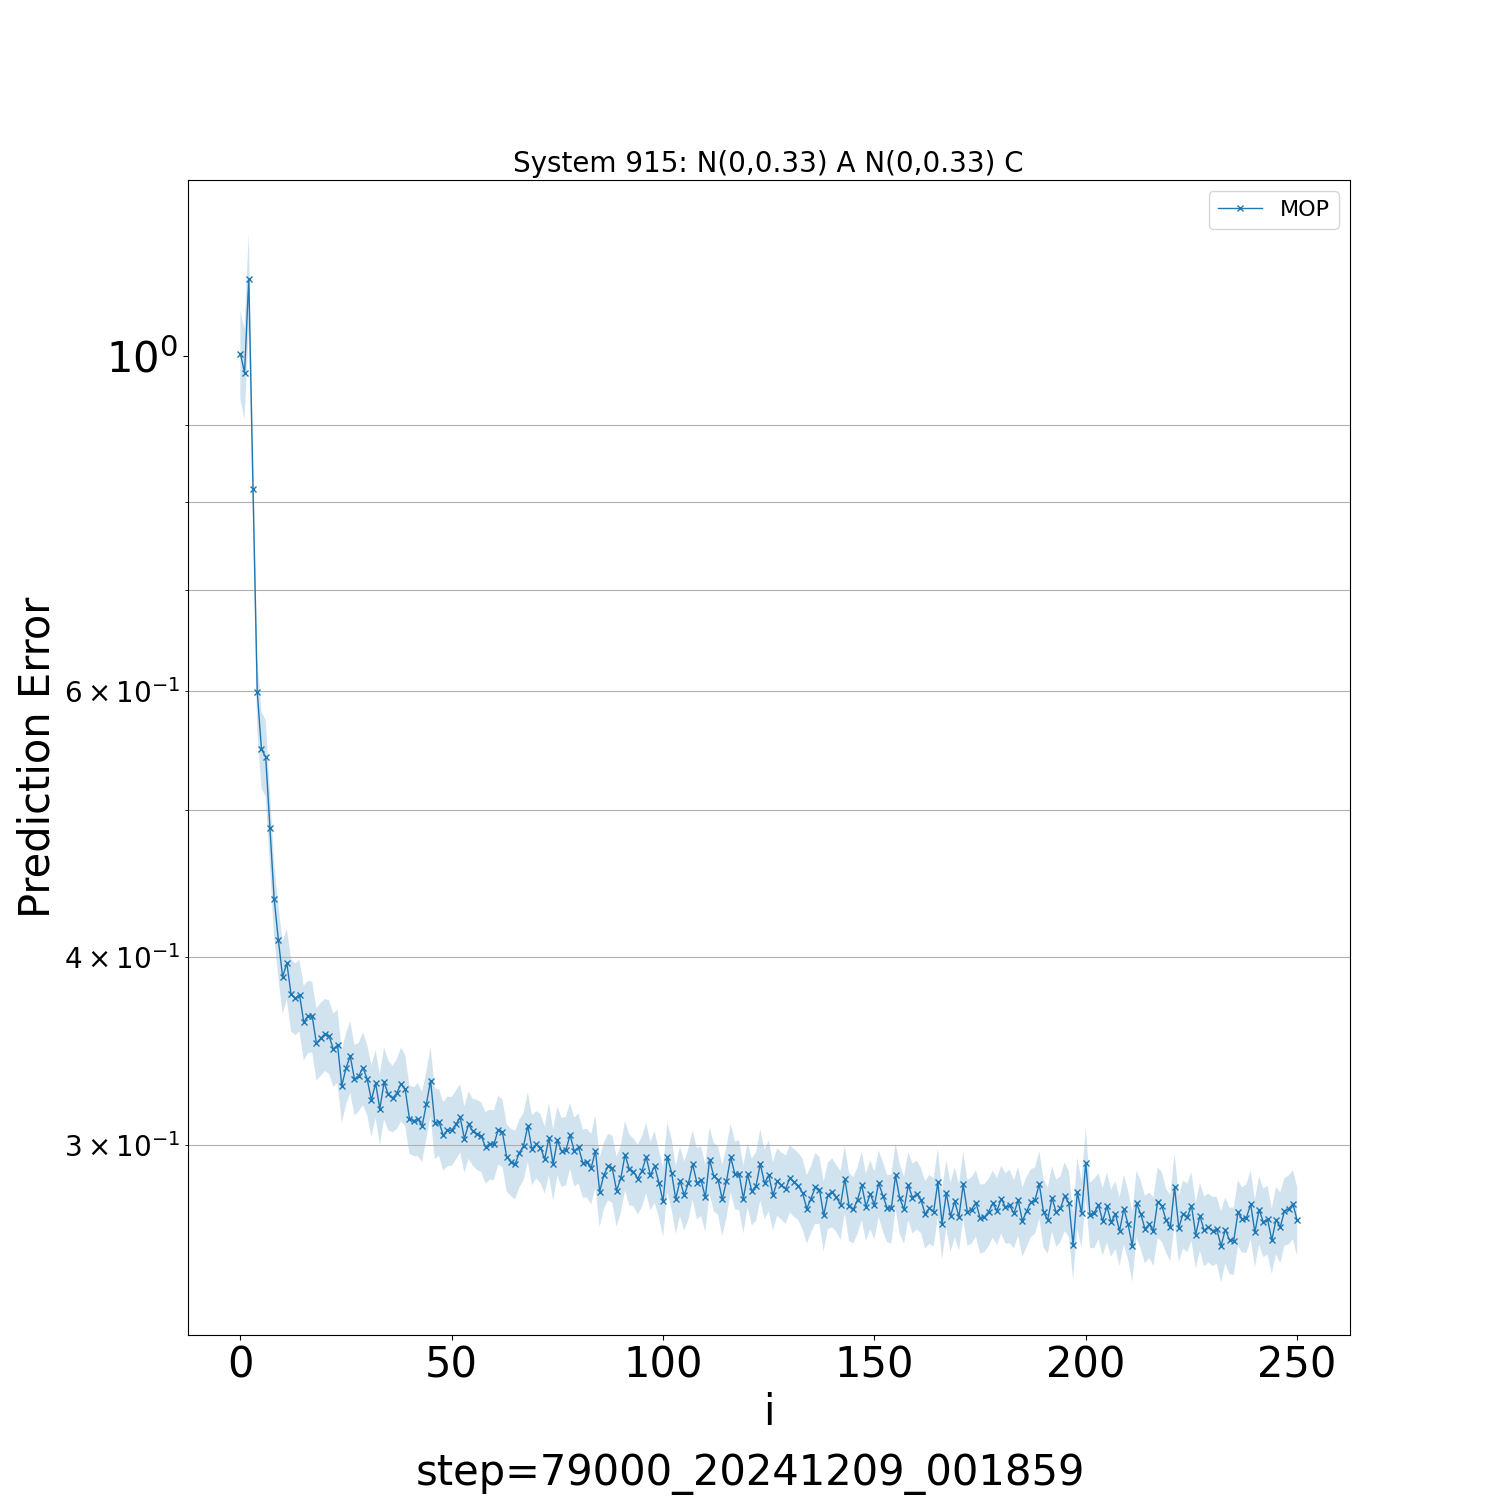 System 915: N(0,0.33) A N(0,0.33) C
MOP
10⁰
6 × 10⁻¹
4 × 10⁻¹
3 × 10⁻¹
Prediction Error
0 50 100 150 200 250
i
step=79000_20241209_001859